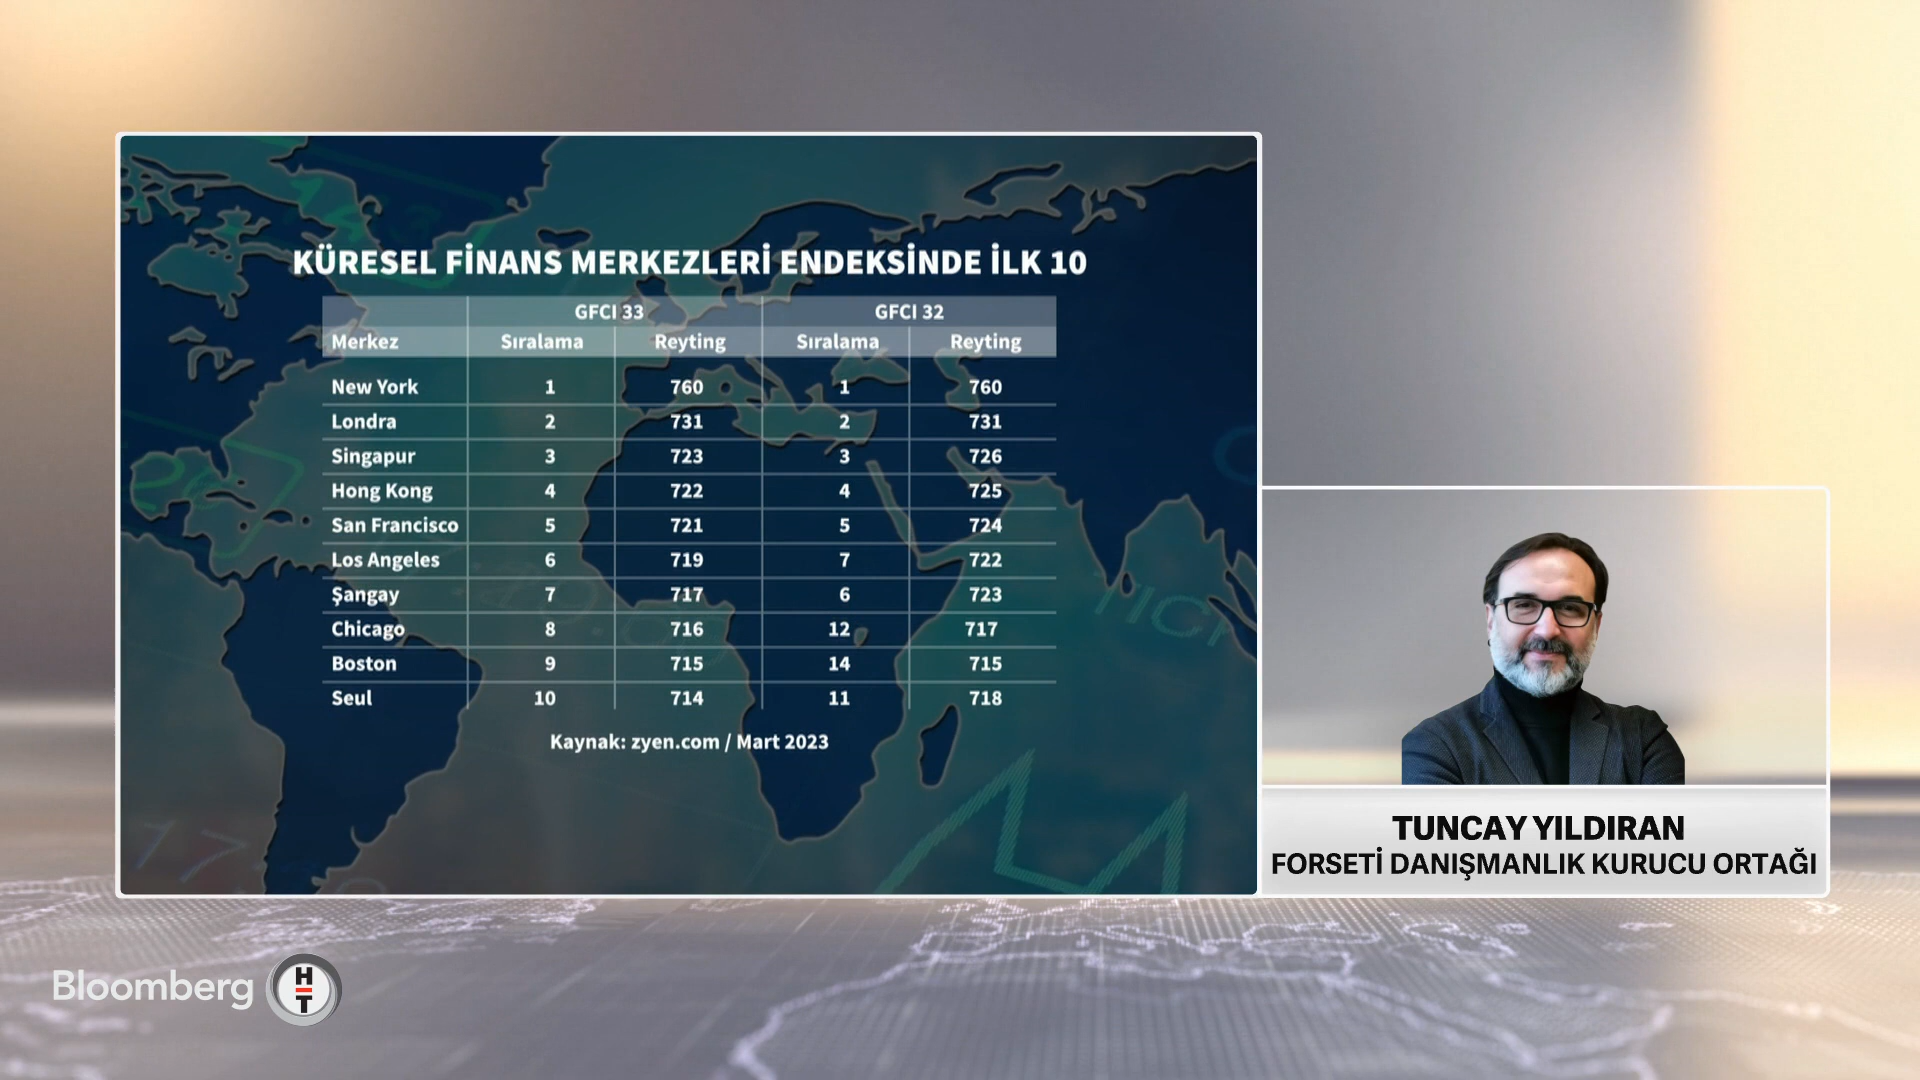 KÜRESEL FİNANS MERKEZLERİ ENDEKSİNDE İLK 10
GFCI 33 GFCI 32
Merkez Sıralama Reyting Sıralama Reyting
New York 1 760 1 760
Londra 2 731 2 731
Singapur 3 723 3 726
Hong Kong 4 722 4 725
San Francisco 5 721 5 724
Los Angeles 6 719 7 722
Şangay 7 717 6 723
Chicago 8 716 12 717
Boston 9 715 14 715
Seul 10 714 11 718
Kaynak: zyen.com / Mart 2023
TUNCAY YILDIRAN
FORSETİ DANIŞMANLIK KURUCU ORTAĞI
Bloomberg HT